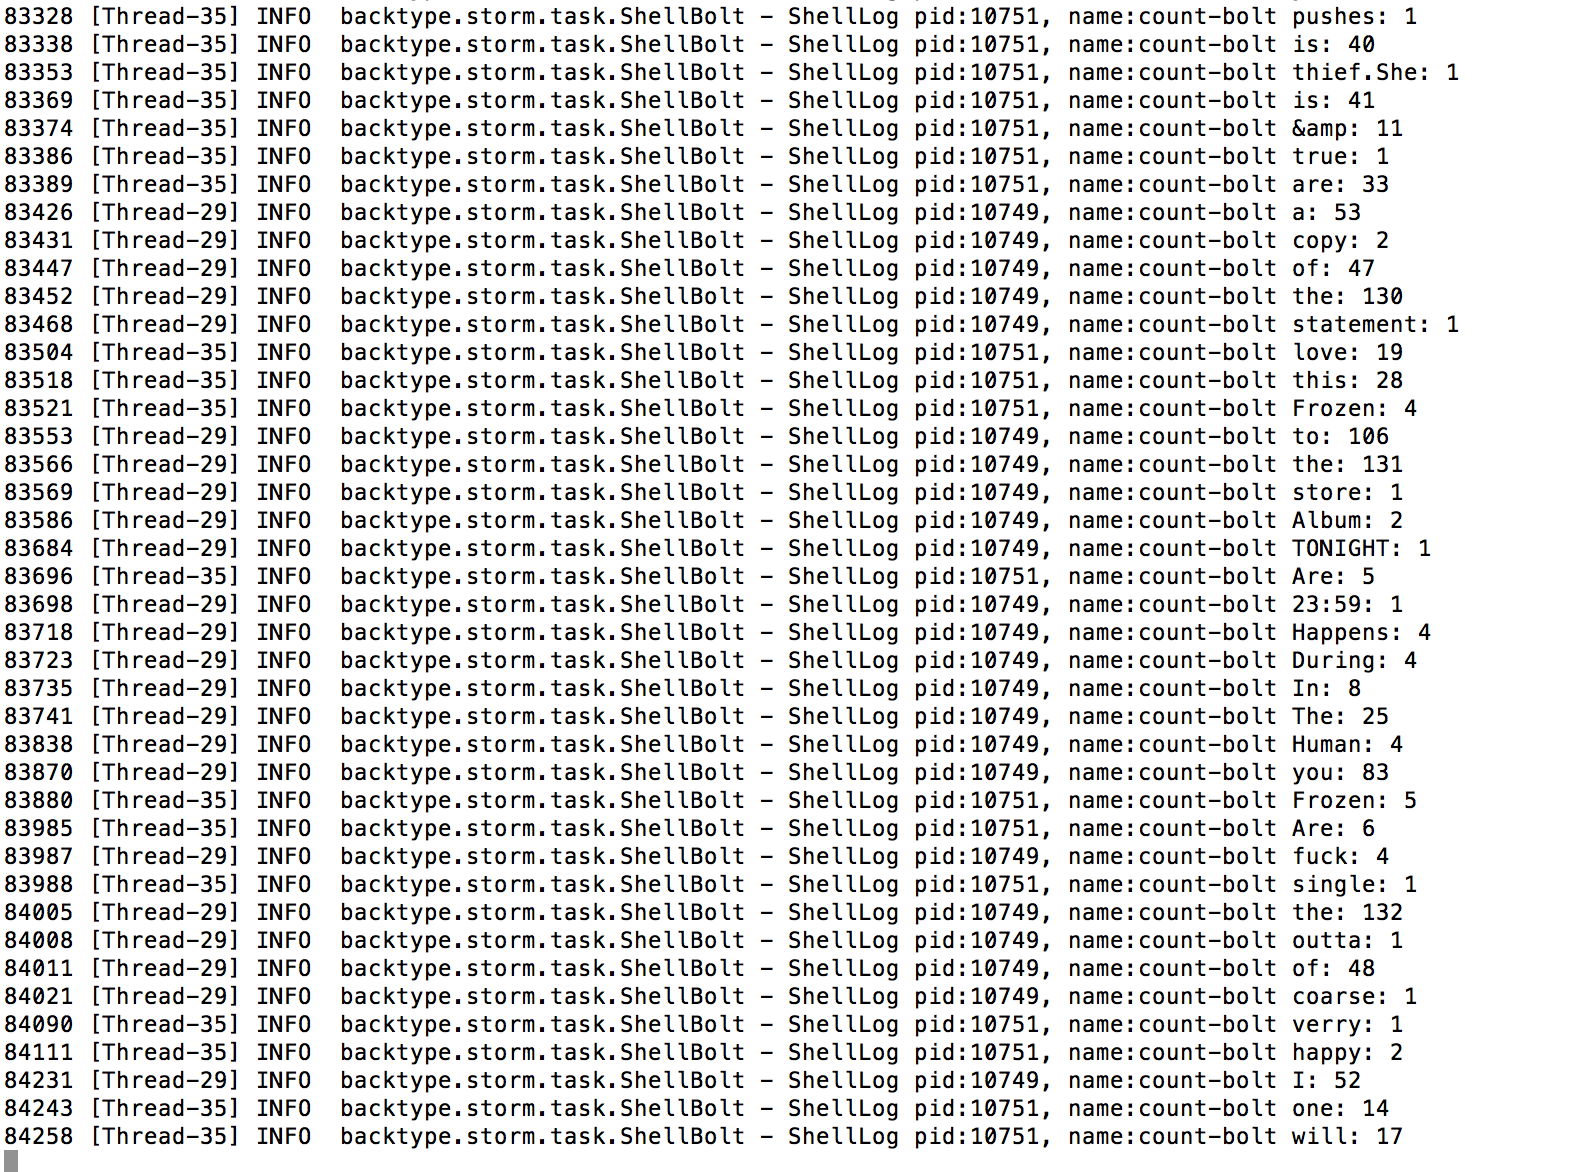 83328 [Thread-35] INFO  backtype.storm.task.ShellBolt - ShellLog pid:10751, name:count-bolt pushes: 1
83338 [Thread-35] INFO  backtype.storm.task.ShellBolt - ShellLog pid:10751, name:count-bolt is: 40
83353 [Thread-35] INFO  backtype.storm.task.ShellBolt - ShellLog pid:10751, name:count-bolt thief.She: 1
83369 [Thread-35] INFO  backtype.storm.task.ShellBolt - ShellLog pid:10751, name:count-bolt is: 41
83374 [Thread-35] INFO  backtype.storm.task.ShellBolt - ShellLog pid:10751, name:count-bolt &amp: 11
83386 [Thread-35] INFO  backtype.storm.task.ShellBolt - ShellLog pid:10751, name:count-bolt true: 1
83389 [Thread-35] INFO  backtype.storm.task.ShellBolt - ShellLog pid:10751, name:count-bolt are: 33
83426 [Thread-29] INFO  backtype.storm.task.ShellBolt - ShellLog pid:10749, name:count-bolt a: 53
83431 [Thread-29] INFO  backtype.storm.task.ShellBolt - ShellLog pid:10749, name:count-bolt copy: 2
83447 [Thread-29] INFO  backtype.storm.task.ShellBolt - ShellLog pid:10749, name:count-bolt of: 47
83452 [Thread-29] INFO  backtype.storm.task.ShellBolt - ShellLog pid:10749, name:count-bolt the: 130
83468 [Thread-29] INFO  backtype.storm.task.ShellBolt - ShellLog pid:10749, name:count-bolt statement: 1
83504 [Thread-35] INFO  backtype.storm.task.ShellBolt - ShellLog pid:10751, name:count-bolt love: 19
83518 [Thread-35] INFO  backtype.storm.task.ShellBolt - ShellLog pid:10751, name:count-bolt this: 28
83521 [Thread-35] INFO  backtype.storm.task.ShellBolt - ShellLog pid:10751, name:count-bolt Frozen: 4
83553 [Thread-29] INFO  backtype.storm.task.ShellBolt - ShellLog pid:10749, name:count-bolt to: 106
83566 [Thread-29] INFO  backtype.storm.task.ShellBolt - ShellLog pid:10749, name:count-bolt the: 131
83569 [Thread-29] INFO  backtype.storm.task.ShellBolt - ShellLog pid:10749, name:count-bolt store: 1
83586 [Thread-29] INFO  backtype.storm.task.ShellBolt - ShellLog pid:10749, name:count-bolt Album: 2
83684 [Thread-29] INFO  backtype.storm.task.ShellBolt - ShellLog pid:10749, name:count-bolt TONIGHT: 1
83696 [Thread-35] INFO  backtype.storm.task.ShellBolt - ShellLog pid:10751, name:count-bolt Are: 5
83698 [Thread-29] INFO  backtype.storm.task.ShellBolt - ShellLog pid:10749, name:count-bolt 23:59: 1
83718 [Thread-29] INFO  backtype.storm.task.ShellBolt - ShellLog pid:10749, name:count-bolt Happens: 4
83723 [Thread-29] INFO  backtype.storm.task.ShellBolt - ShellLog pid:10749, name:count-bolt During: 4
83735 [Thread-29] INFO  backtype.storm.task.ShellBolt - ShellLog pid:10749, name:count-bolt In: 8
83741 [Thread-29] INFO  backtype.storm.task.ShellBolt - ShellLog pid:10749, name:count-bolt The: 25
83838 [Thread-29] INFO  backtype.storm.task.ShellBolt - ShellLog pid:10749, name:count-bolt Human: 4
83870 [Thread-29] INFO  backtype.storm.task.ShellBolt - ShellLog pid:10749, name:count-bolt you: 83
83880 [Thread-35] INFO  backtype.storm.task.ShellBolt - ShellLog pid:10751, name:count-bolt Frozen: 5
83985 [Thread-35] INFO  backtype.storm.task.ShellBolt - ShellLog pid:10751, name:count-bolt Are: 6
83987 [Thread-29] INFO  backtype.storm.task.ShellBolt - ShellLog pid:10749, name:count-bolt fuck: 4
83988 [Thread-35] INFO  backtype.storm.task.ShellBolt - ShellLog pid:10751, name:count-bolt single: 1
84005 [Thread-29] INFO  backtype.storm.task.ShellBolt - ShellLog pid:10749, name:count-bolt the: 132
84008 [Thread-29] INFO  backtype.storm.task.ShellBolt - ShellLog pid:10749, name:count-bolt outta: 1
84011 [Thread-29] INFO  backtype.storm.task.ShellBolt - ShellLog pid:10749, name:count-bolt of: 48
84021 [Thread-29] INFO  backtype.storm.task.ShellBolt - ShellLog pid:10749, name:count-bolt coarse: 1
84090 [Thread-35] INFO  backtype.storm.task.ShellBolt - ShellLog pid:10751, name:count-bolt verry: 1
84111 [Thread-35] INFO  backtype.storm.task.ShellBolt - ShellLog pid:10751, name:count-bolt happy: 2
84231 [Thread-29] INFO  backtype.storm.task.ShellBolt - ShellLog pid:10749, name:count-bolt I: 52
84243 [Thread-35] INFO  backtype.storm.task.ShellBolt - ShellLog pid:10751, name:count-bolt one: 14
84258 [Thread-35] INFO  backtype.storm.task.ShellBolt - ShellLog pid:10751, name:count-bolt will: 17